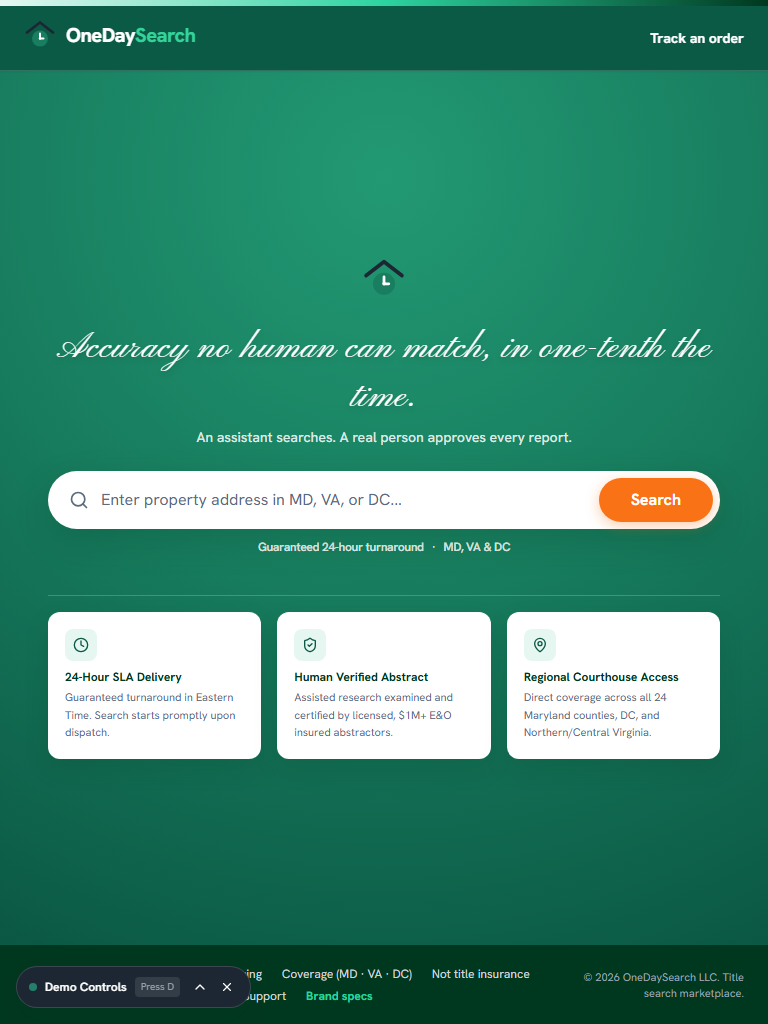 OneDaySearch
Track an order
Accuracy no human can match, in one-tenth the
time.
An assistant searches. A real person approves every report.
Enter property address in MD, VA, or DC...
Search
Guaranteed 24-hour turnaround · MD, VA & DC
24-Hour SLA Delivery
Guaranteed turnaround in Eastern
Time. Search starts promptly upon
dispatch.
Human Verified Abstract
Assisted research examined and
certified by licensed, $1M+ E&O
insured abstractors.
Regional Courthouse Access
Direct coverage across all 24
Maryland counties, DC, and
Northern/Central Virginia.
Coverage (MD · VA · DC) Not title insurance
Brand specs
© 2026 OneDaySearch LLC. Title
search marketplace.
Demo Controls Press D